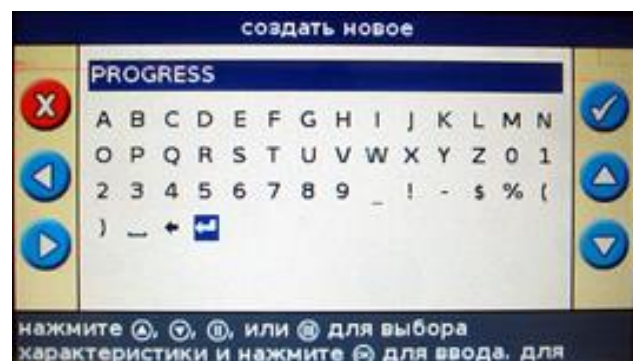 создать новое
PROGRESS
A B C D E F G H I J K L M N
O P Q R S T U V W X Y Z 0 1
2 3 4 5 6 7 8 9 _ ! - $ % (
)
нажмите ▲, ▼, ⏸, или для выбора
характеристики и нажмите для ввода, для